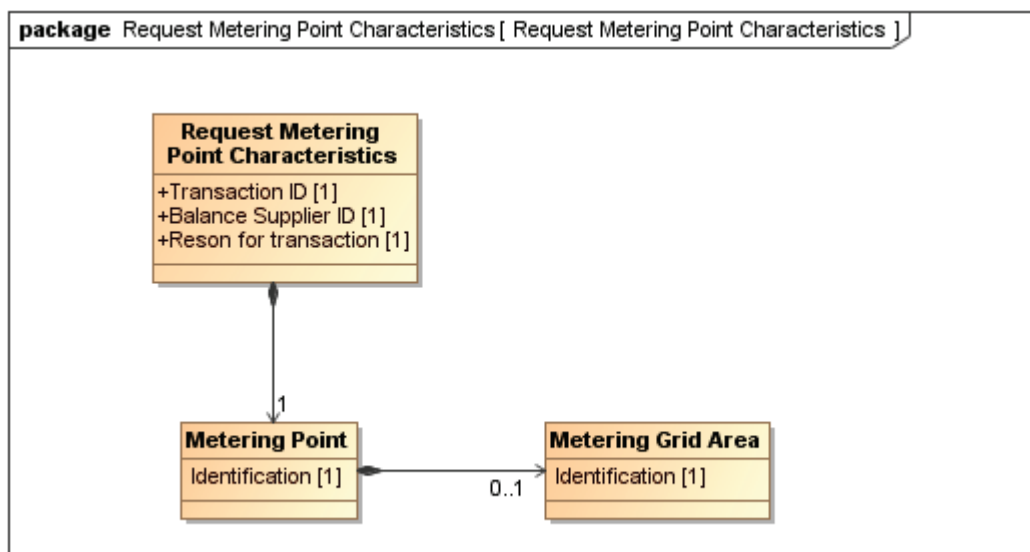 package Request Metering Point Characteristics [ Request Metering Point Characteristics ]
Request Metering
Point Characteristics
+Transaction ID [1]
+Balance Supplier ID [1]
+Reson for transaction [1]
1
Metering Point
Identification [1]
0..1
Metering Grid Area
Identification [1]